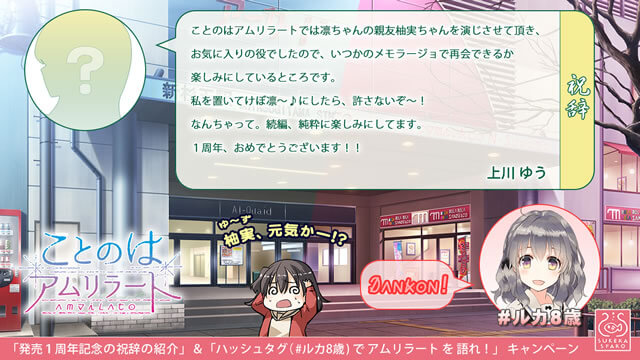 ことのはアムリラートでは凛ちゃんの親友柚実ちゃんを演じさせて頂き、
お気に入りの役でしたので、いつかのメモラージョで再会できるか
楽しみにしているところです。
私を置いてけぼ凛~♪にしたら、許さないぞ~!
なんちゃって。続編、純粋に楽しみにしてます。
1周年、おめでとうございます!!
上川 ゆう
祝辞
?
Al-Quaid
ゆ~ず
柚実、元気かー!?
ことのは
アムリラート
Dankon!
#ルカ8歳
SUKERA
SPARO
「発売1周年記念の祝辞の紹介」&「ハッシュタグ(#ルカ8歳)でアムリラートを語れ!」キャンペーン